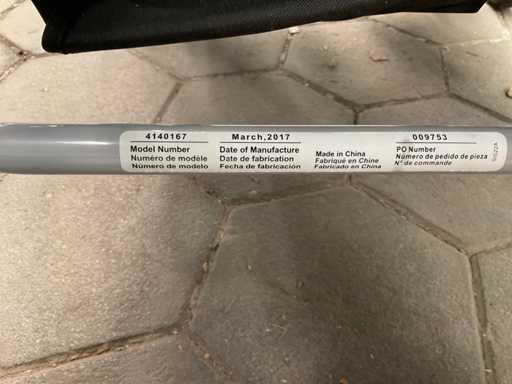 4140167
Model Number
Numéro de modèle
Número de modelo
March,2017
Date of Manufacture
Date de fabrication
Fecha de fabricación
Made in China
Fabriqué en Chine
Fabricado en China
009753
PO Number
Número de pedido de pieza
N° de commande